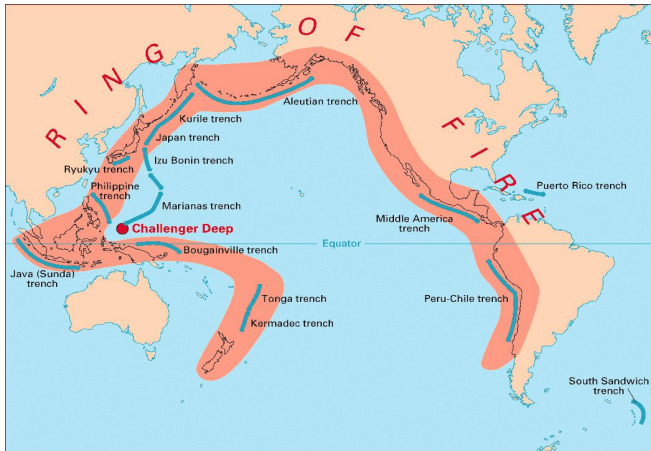 RING OF FIRE
Aleutian trench
Kurile trench
Japan trench
Izu Bonin trench
Ryukyu trench
Philippine
trench
Marianas trench
Challenger Deep
Bougainville trench
Equator
Java (Sunda)
trench
Tonga trench
Kermadec trench
Puerto Rico trench
Middle America
trench
Peru-Chile trench
South Sandwich
trench